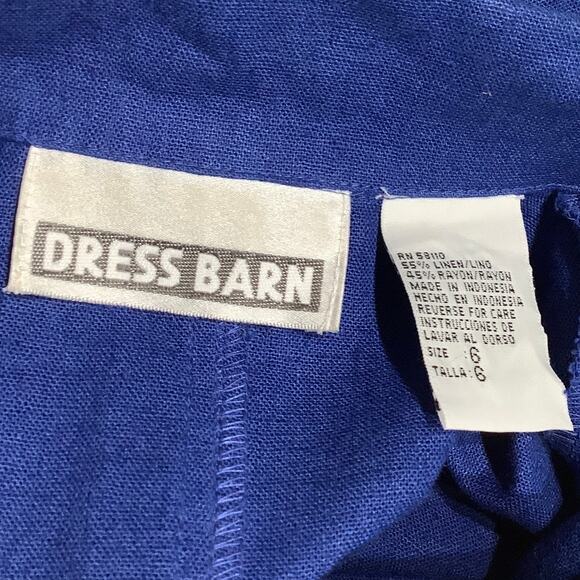 DRESS BARN
RN 58110
55% LINEN/LINO
45% RAYON/RAYON
MADE IN INDONESIA
HECHO EN INDONESIA
REVERSE FOR CARE
INSTRUCCIONES DE
LAVAR AL DORSO
SIZE :6
TALLA:6